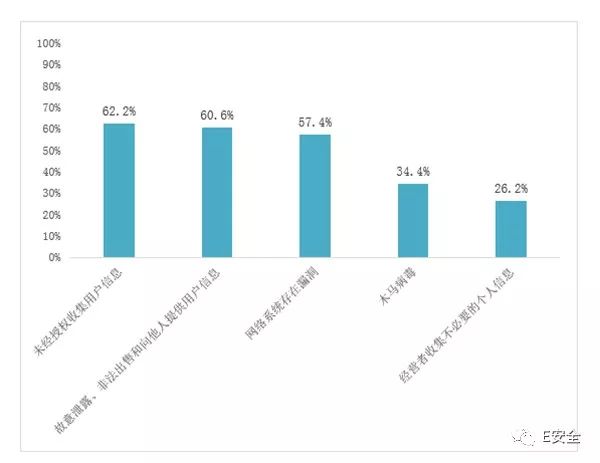 100%
90%
80%
70%
60%
50%
40%
30%
20%
10%
0%
62.2%
60.6%
57.4%
34.4%
26.2%
未经授权收集用户信息
故意泄露、非法出售和向他人提供用户信息
网络系统存在漏洞
木马病毒
经营者收集不必要的个人信息
E安全